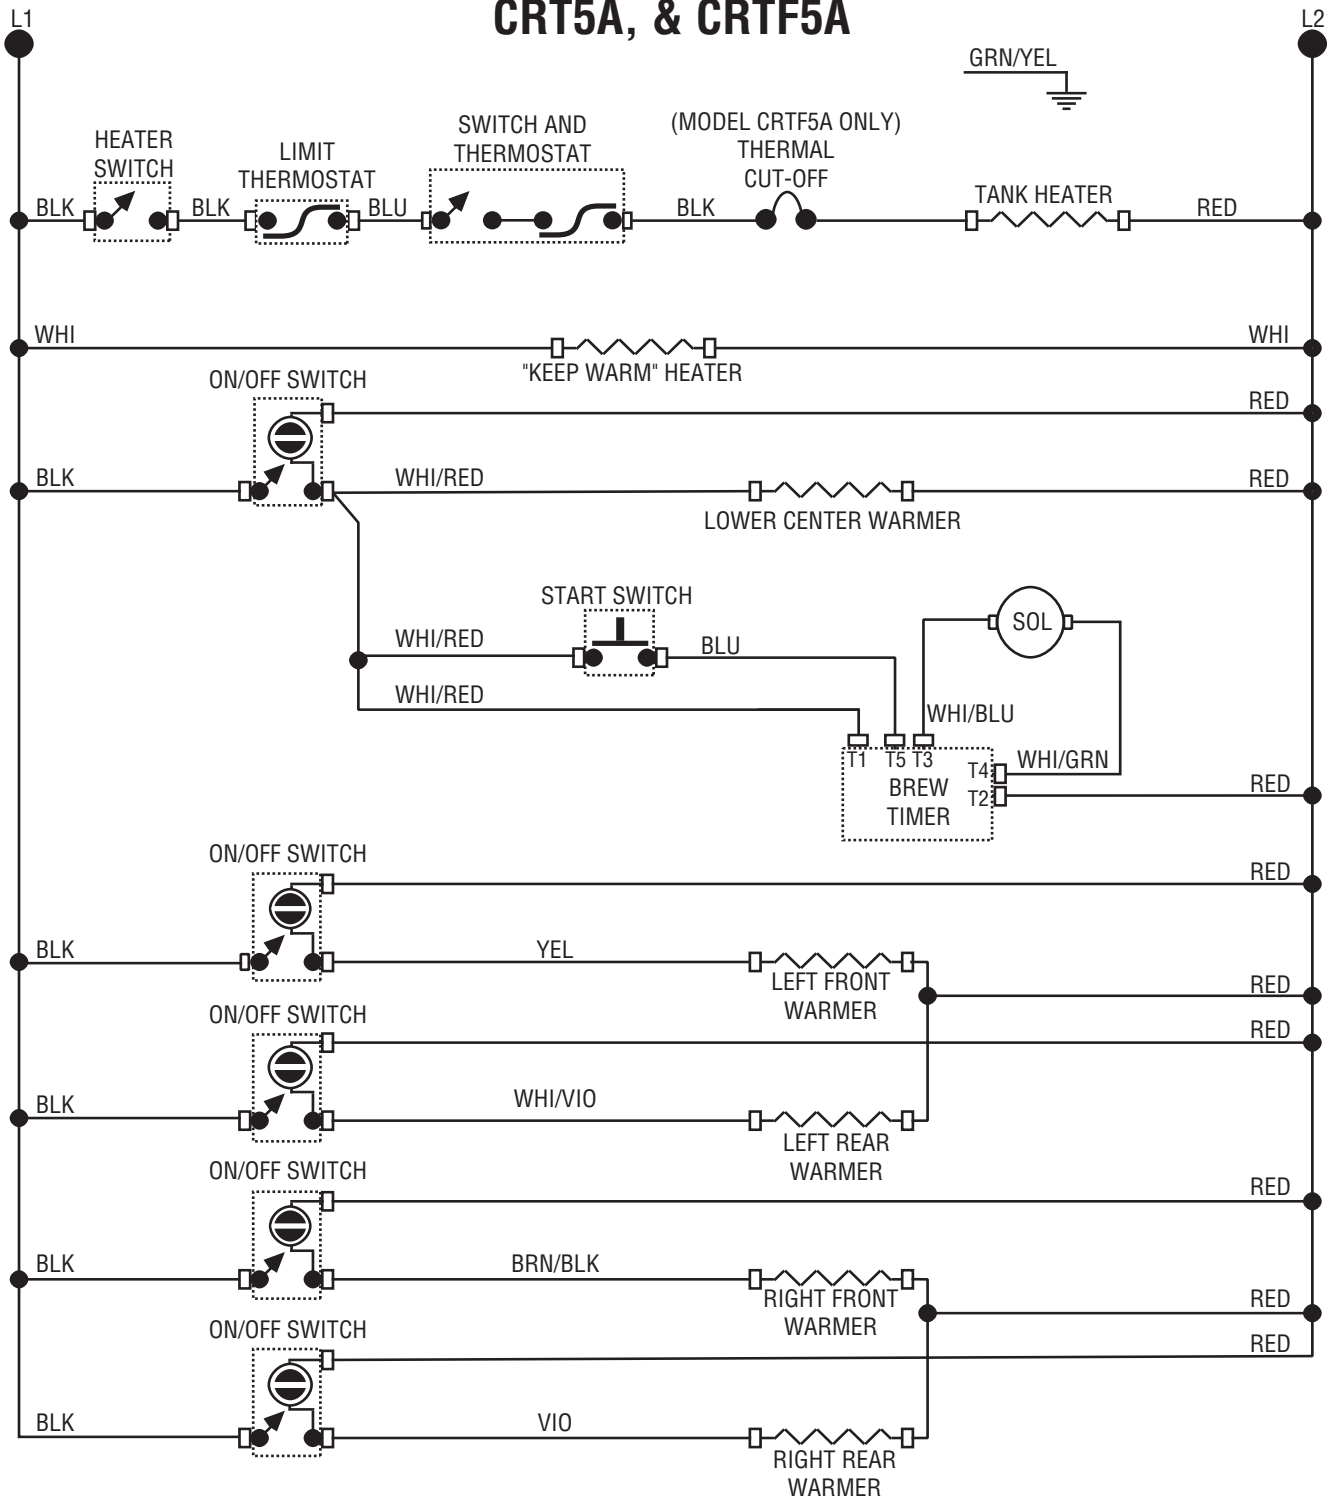 CRT5A, & CRTF5A
L1
L2
GRN/YEL
HEATER
SWITCH
LIMIT
THERMOSTAT
SWITCH AND
THERMOSTAT
(MODEL CRTF5A ONLY)
THERMAL
CUT-OFF
TANK HEATER
BLK
BLK
BLU
BLK
RED
WHI
WHI
"KEEP WARM" HEATER
ON/OFF SWITCH
RED
BLK
WHI/RED
RED
LOWER CENTER WARMER
START SWITCH
SOL
WHI/RED
BLU
WHI/RED
WHI/BLU
T1
T5
T3
WHI/GRN
T4
BREW
TIMER
T2
RED
ON/OFF SWITCH
RED
BLK
YEL
LEFT FRONT
WARMER
RED
ON/OFF SWITCH
RED
BLK
WHI/VIO
LEFT REAR
WARMER
ON/OFF SWITCH
RED
BLK
BRN/BLK
RIGHT FRONT
WARMER
RED
ON/OFF SWITCH
RED
BLK
VIO
RIGHT REAR
WARMER